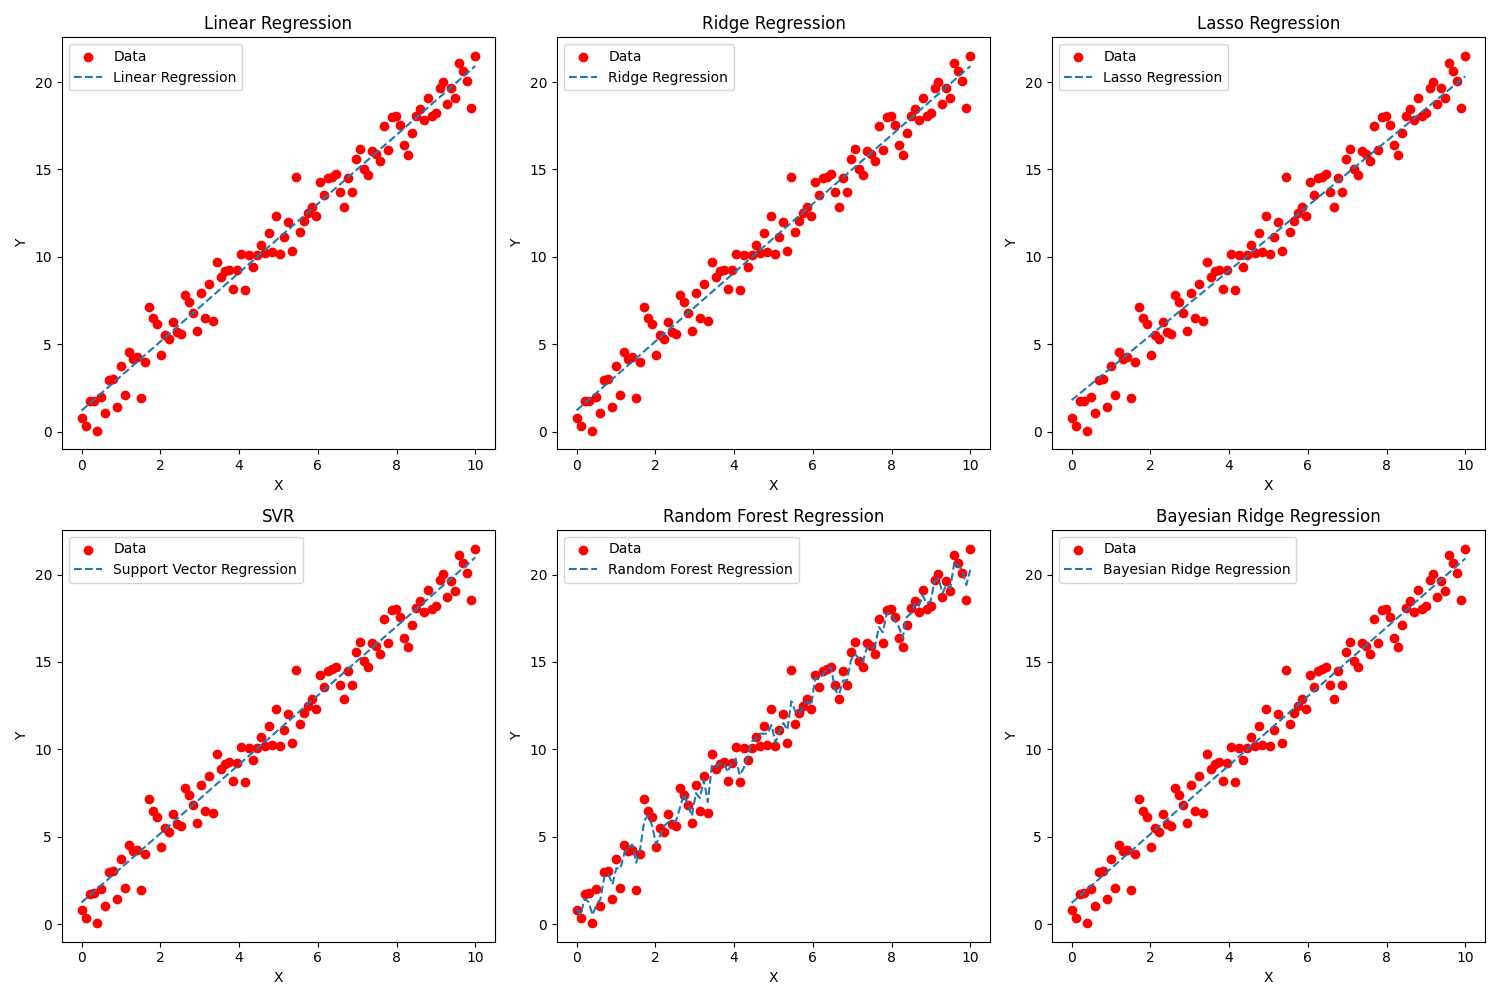 Linear Regression
Data
Linear Regression
20
15
10
5
0
Y
0 2 4 6 8 10
X
Ridge Regression
Data
Ridge Regression
20
15
10
5
0
Y
0 2 4 6 8 10
X
Lasso Regression
Data
Lasso Regression
20
15
10
5
0
Y
0 2 4 6 8 10
X
SVR
Data
Support Vector Regression
20
15
10
5
0
Y
0 2 4 6 8 10
X
Random Forest Regression
Data
Random Forest Regression
20
15
10
5
0
Y
0 2 4 6 8 10
X
Bayesian Ridge Regression
Data
Bayesian Ridge Regression
20
15
10
5
0
Y
0 2 4 6 8 10
X